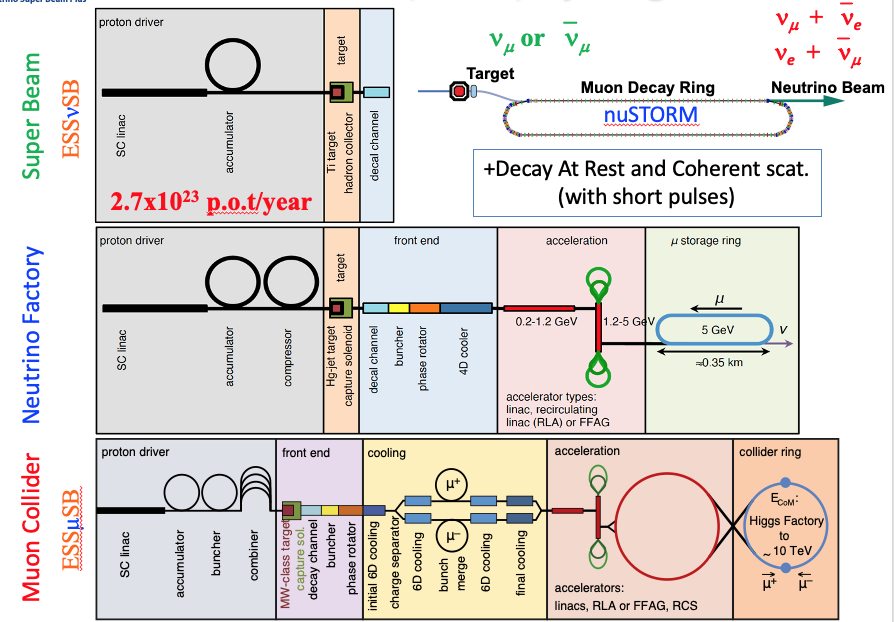 Super Beam
ESSνSB
proton driver
target
SC linac
accumulator
Ti target
hadron collector
decal channel
2.7x10²³ p.o.t/year
νμ or ν̅μ
νμ + ν̅e
νe + ν̅μ
Target
Muon Decay Ring
Neutrino Beam
nuSTORM
+Decay At Rest and Coherent scat.
(with short pulses)
Neutrino Factory
proton driver
target
front end
acceleration
μ storage ring
SC linac
accumulator
compressor
Hg-jet target
capture solenoid
decal channel
buncher
phase rotator
4D cooler
0.2-1.2 GeV
1.2-5 GeV
accelerator types:
linac, recirculating
linac (RLA) or FFAG
μ
5 GeV
ν
≈0.35 km
Muon Collider
ESSμSB
proton driver
front end
cooling
acceleration
collider ring
SC linac
accumulator
buncher
combiner
MW-class target
capture sol.
decay channel
buncher
phase rotator
initial 6D cooling
charge separator
6D cooling
μ+
μ−
bunch
merge
6D cooling
final cooling
accelerators:
linacs, RLA or FFAG, RCS
ECoM:
Higgs Factory
to
~ 10 TeV
μ+ μ−